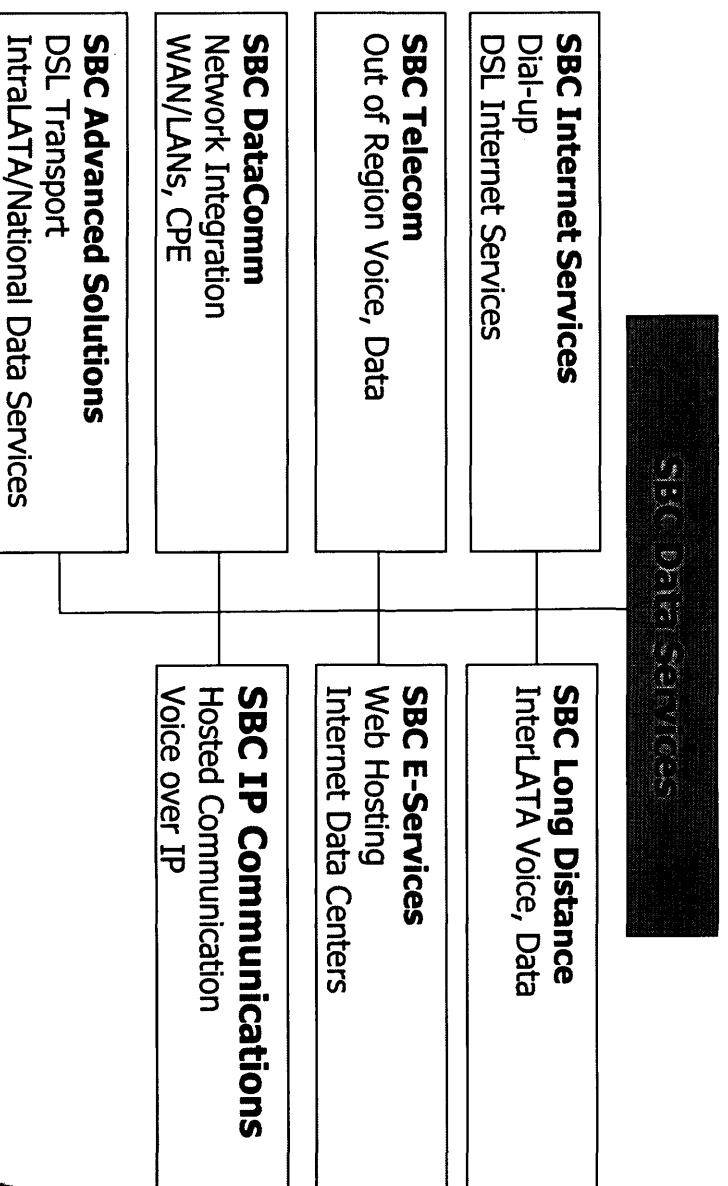 SBC Data Services
SBC Internet Services
Dial-up
DSL Internet Services
SBC Long Distance
InterLATA Voice, Data
SBC Telecom
Out of Region Voice, Data
SBC E-Services
Web Hosting
Internet Data Centers
SBC DataComm
Network Integration
WAN/LANs, CPE
SBC IP Communications
Hosted Communication
Voice over IP
SBC Advanced Solutions
DSL Transport
IntraLATA/National Data Services